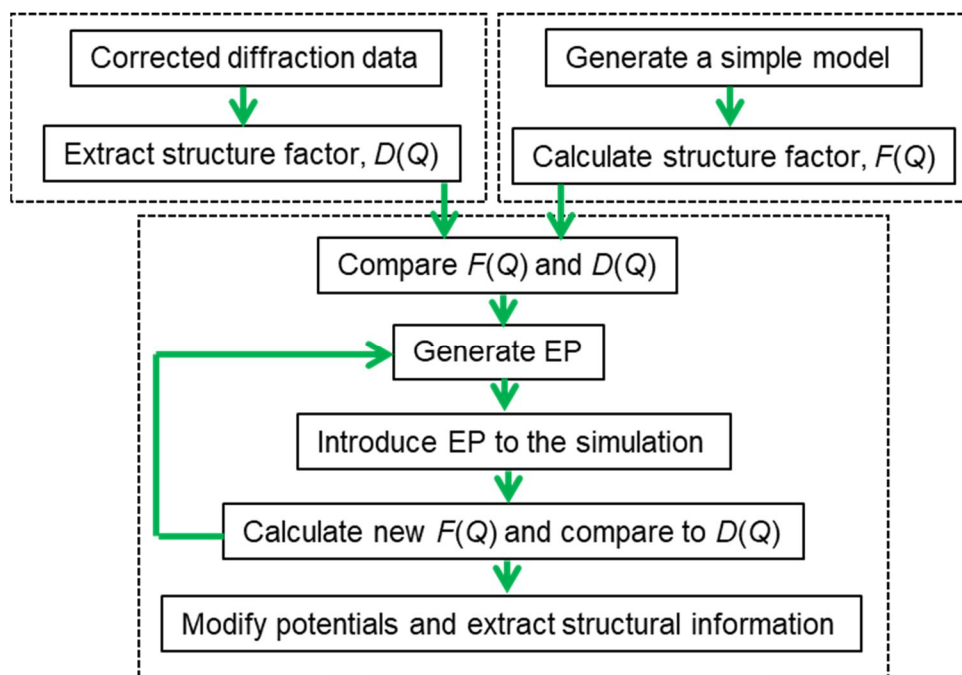 Corrected diffraction data
Extract structure factor, D(Q)
Generate a simple model
Calculate structure factor, F(Q)
Compare F(Q) and D(Q)
Generate EP
Introduce EP to the simulation
Calculate new F(Q) and compare to D(Q)
Modify potentials and extract structural information